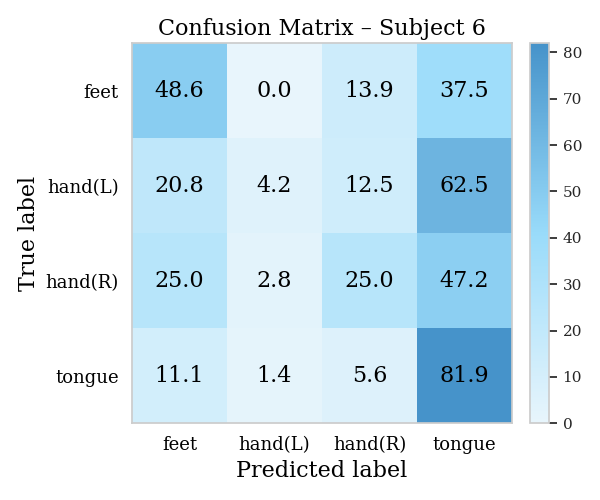 Confusion Matrix – Subject 6
feet 48.6 0.0 13.9 37.5
hand(L) 20.8 4.2 12.5 62.5
hand(R) 25.0 2.8 25.0 47.2
tongue 11.1 1.4 5.6 81.9
feet hand(L) hand(R) tongue
Predicted label
True label
80
70
60
50
40
30
20
10
0